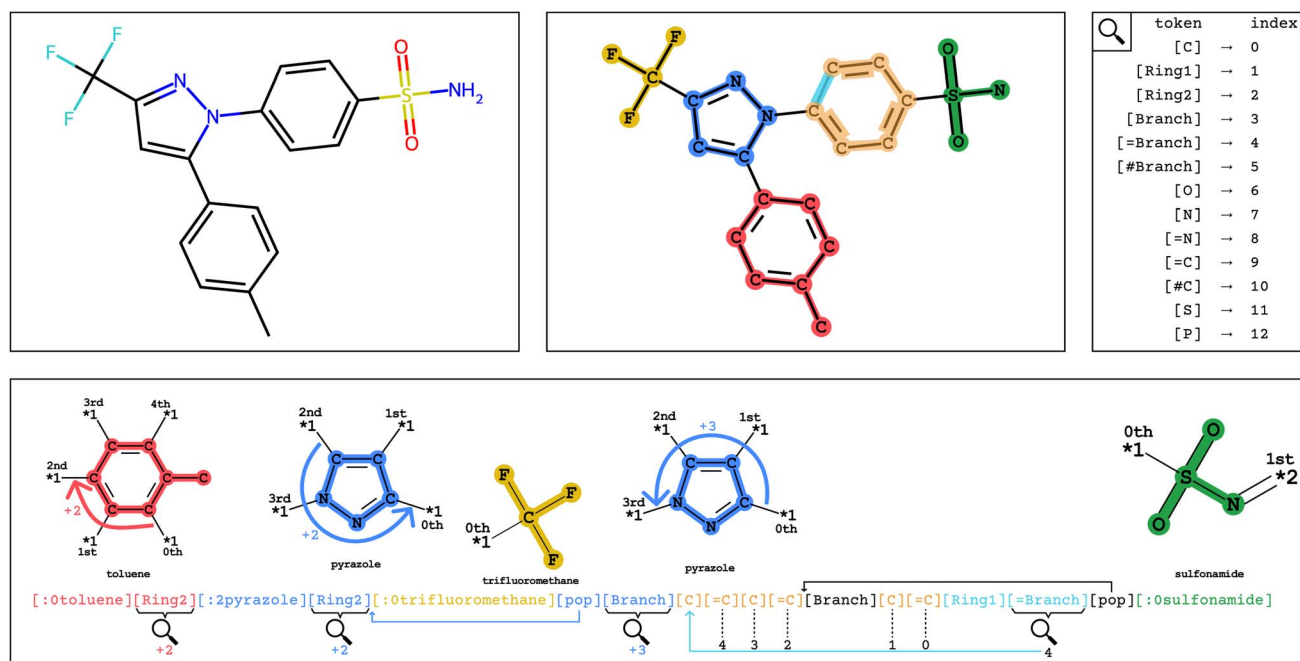 F
F
F
N
N
S
O
O
NH2
F
F
F
C
C
N
N
C
C
C
C
C
C
C
C
C
O
S
N
O
C
C
C
C
C
C
C
token index
[C] → 0
[Ring1] → 1
[Ring2] → 2
[Branch] → 3
[=Branch] → 4
[#Branch] → 5
[O] → 6
[N] → 7
[=N] → 8
[=C] → 9
[#C] → 10
[S] → 11
[P] → 12
3rd
*1
4th
*1
2nd
*1
C
C
C
C
C
C
C
+2
*1
1st
*1
0th
toluene
2nd
*1
1st
*1
C
C
N
N
C
3rd
*1
*1
0th
+2
pyrazole
F
F
C
F
0th
*1
trifluoromethane
2nd
*1
+3
1st
*1
C
C
N
N
C
3rd
*1
*1
0th
pyrazole
0th
*1
O
S
O
N
1st
*2
sulfonamide
[:0toluene][Ring2][:2pyrazole][Ring2][:0trifluoromethane][pop][Branch][C][=C][C][=C][Branch][C][=C][Ring1][=Branch][pop][:0sulfonamide]
+2
+2
+3
4 3 2 1 0 4